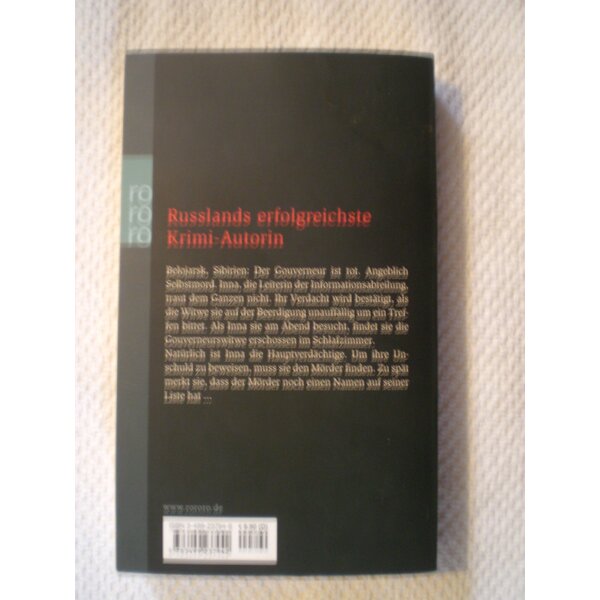 ro
ro
ro
Russlands erfolgreichste
Krimi-Autorin
Belojarsk, Sibirien: Der Gouverneur ist tot. Angeblich
Selbstmord. Inna, die Leiterin der Informationsabteilung,
traut dem Ganzen nicht. Ihr Verdacht wird bestätigt, als
die Witwe sie auf der Beerdigung unauffällig um ein Tref-
fen bittet. Als Inna sie am Abend besucht, findet sie die
Gouverneurswitwe erschossen im Schlafzimmer.
Natürlich ist Inna die Hauptverdächtige. Um ihre Un-
schuld zu beweisen, muss sie den Mörder finden. Zu spät
merkt sie, dass der Mörder noch einen Namen auf seiner
Liste hat ...
www.rororo.de
ISBN